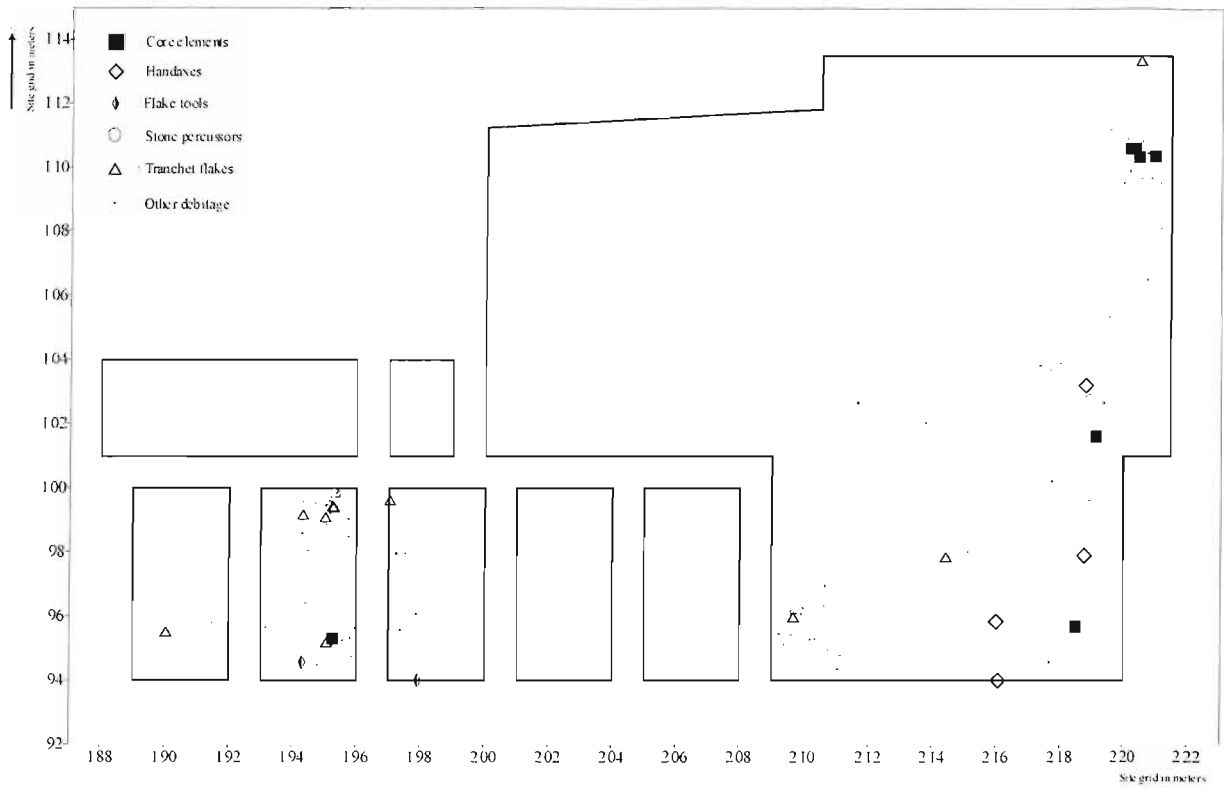 Site grid in meters
Core elements
Handaxes
Flake tools
Stone percussors
Tranchet flakes
Other debitage
114
112
110
108
106
104
102
100
98
96
94
92
188 190 192 194 196 198 200 202 204 206 208 210 212 214 216 218 220 222
Site grid in meters